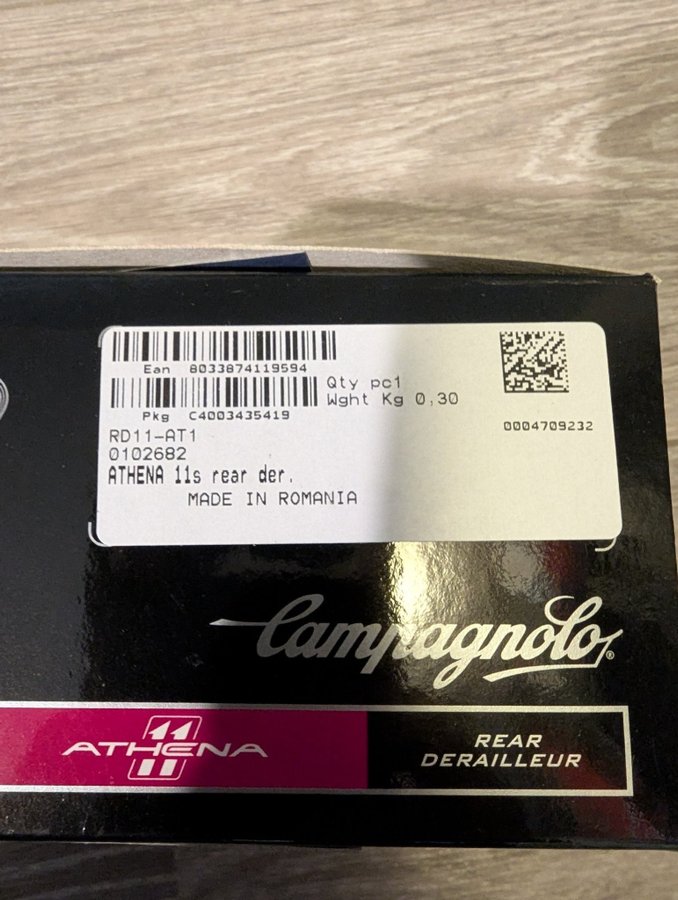 Ean 8033874119594
Pkg C4003435419
Qty pc1
Wght Kg 0,30
0004709232
RD11-AT1
0102682
ATHENA 11s rear der.
MADE IN ROMANIA
Campagnolo®
ATHENA 11
REAR
DERAILLEUR